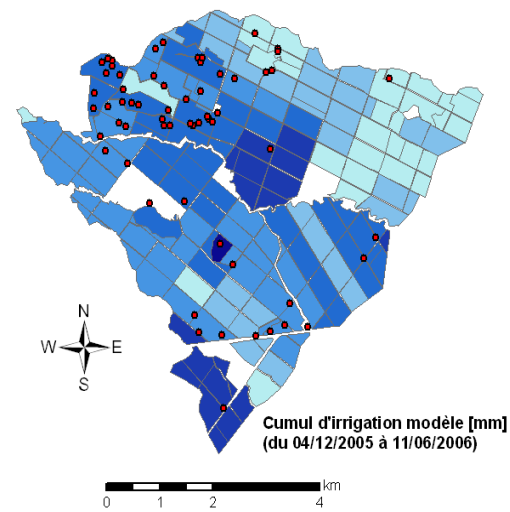 N
W E
S
Cumul d'irrigation modèle [mm]
(du 04/12/2005 à 11/06/2006)
km
0 1 2 4